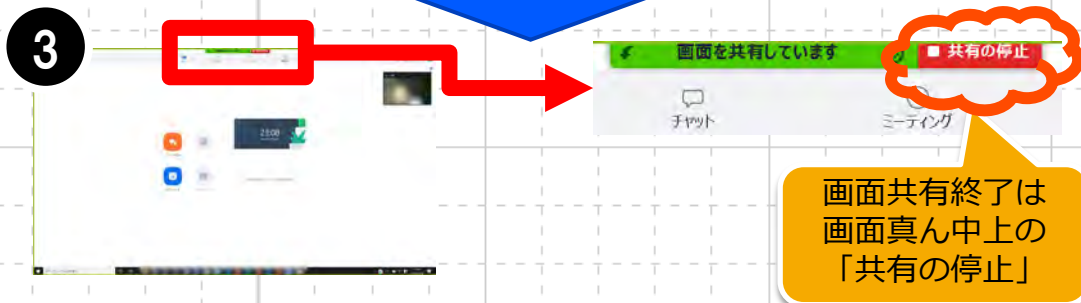 3
画面を共有しています
共有の停止
チャット
ミーティング
23:08
画面共有終了は
画面真ん中上の
「共有の停止」